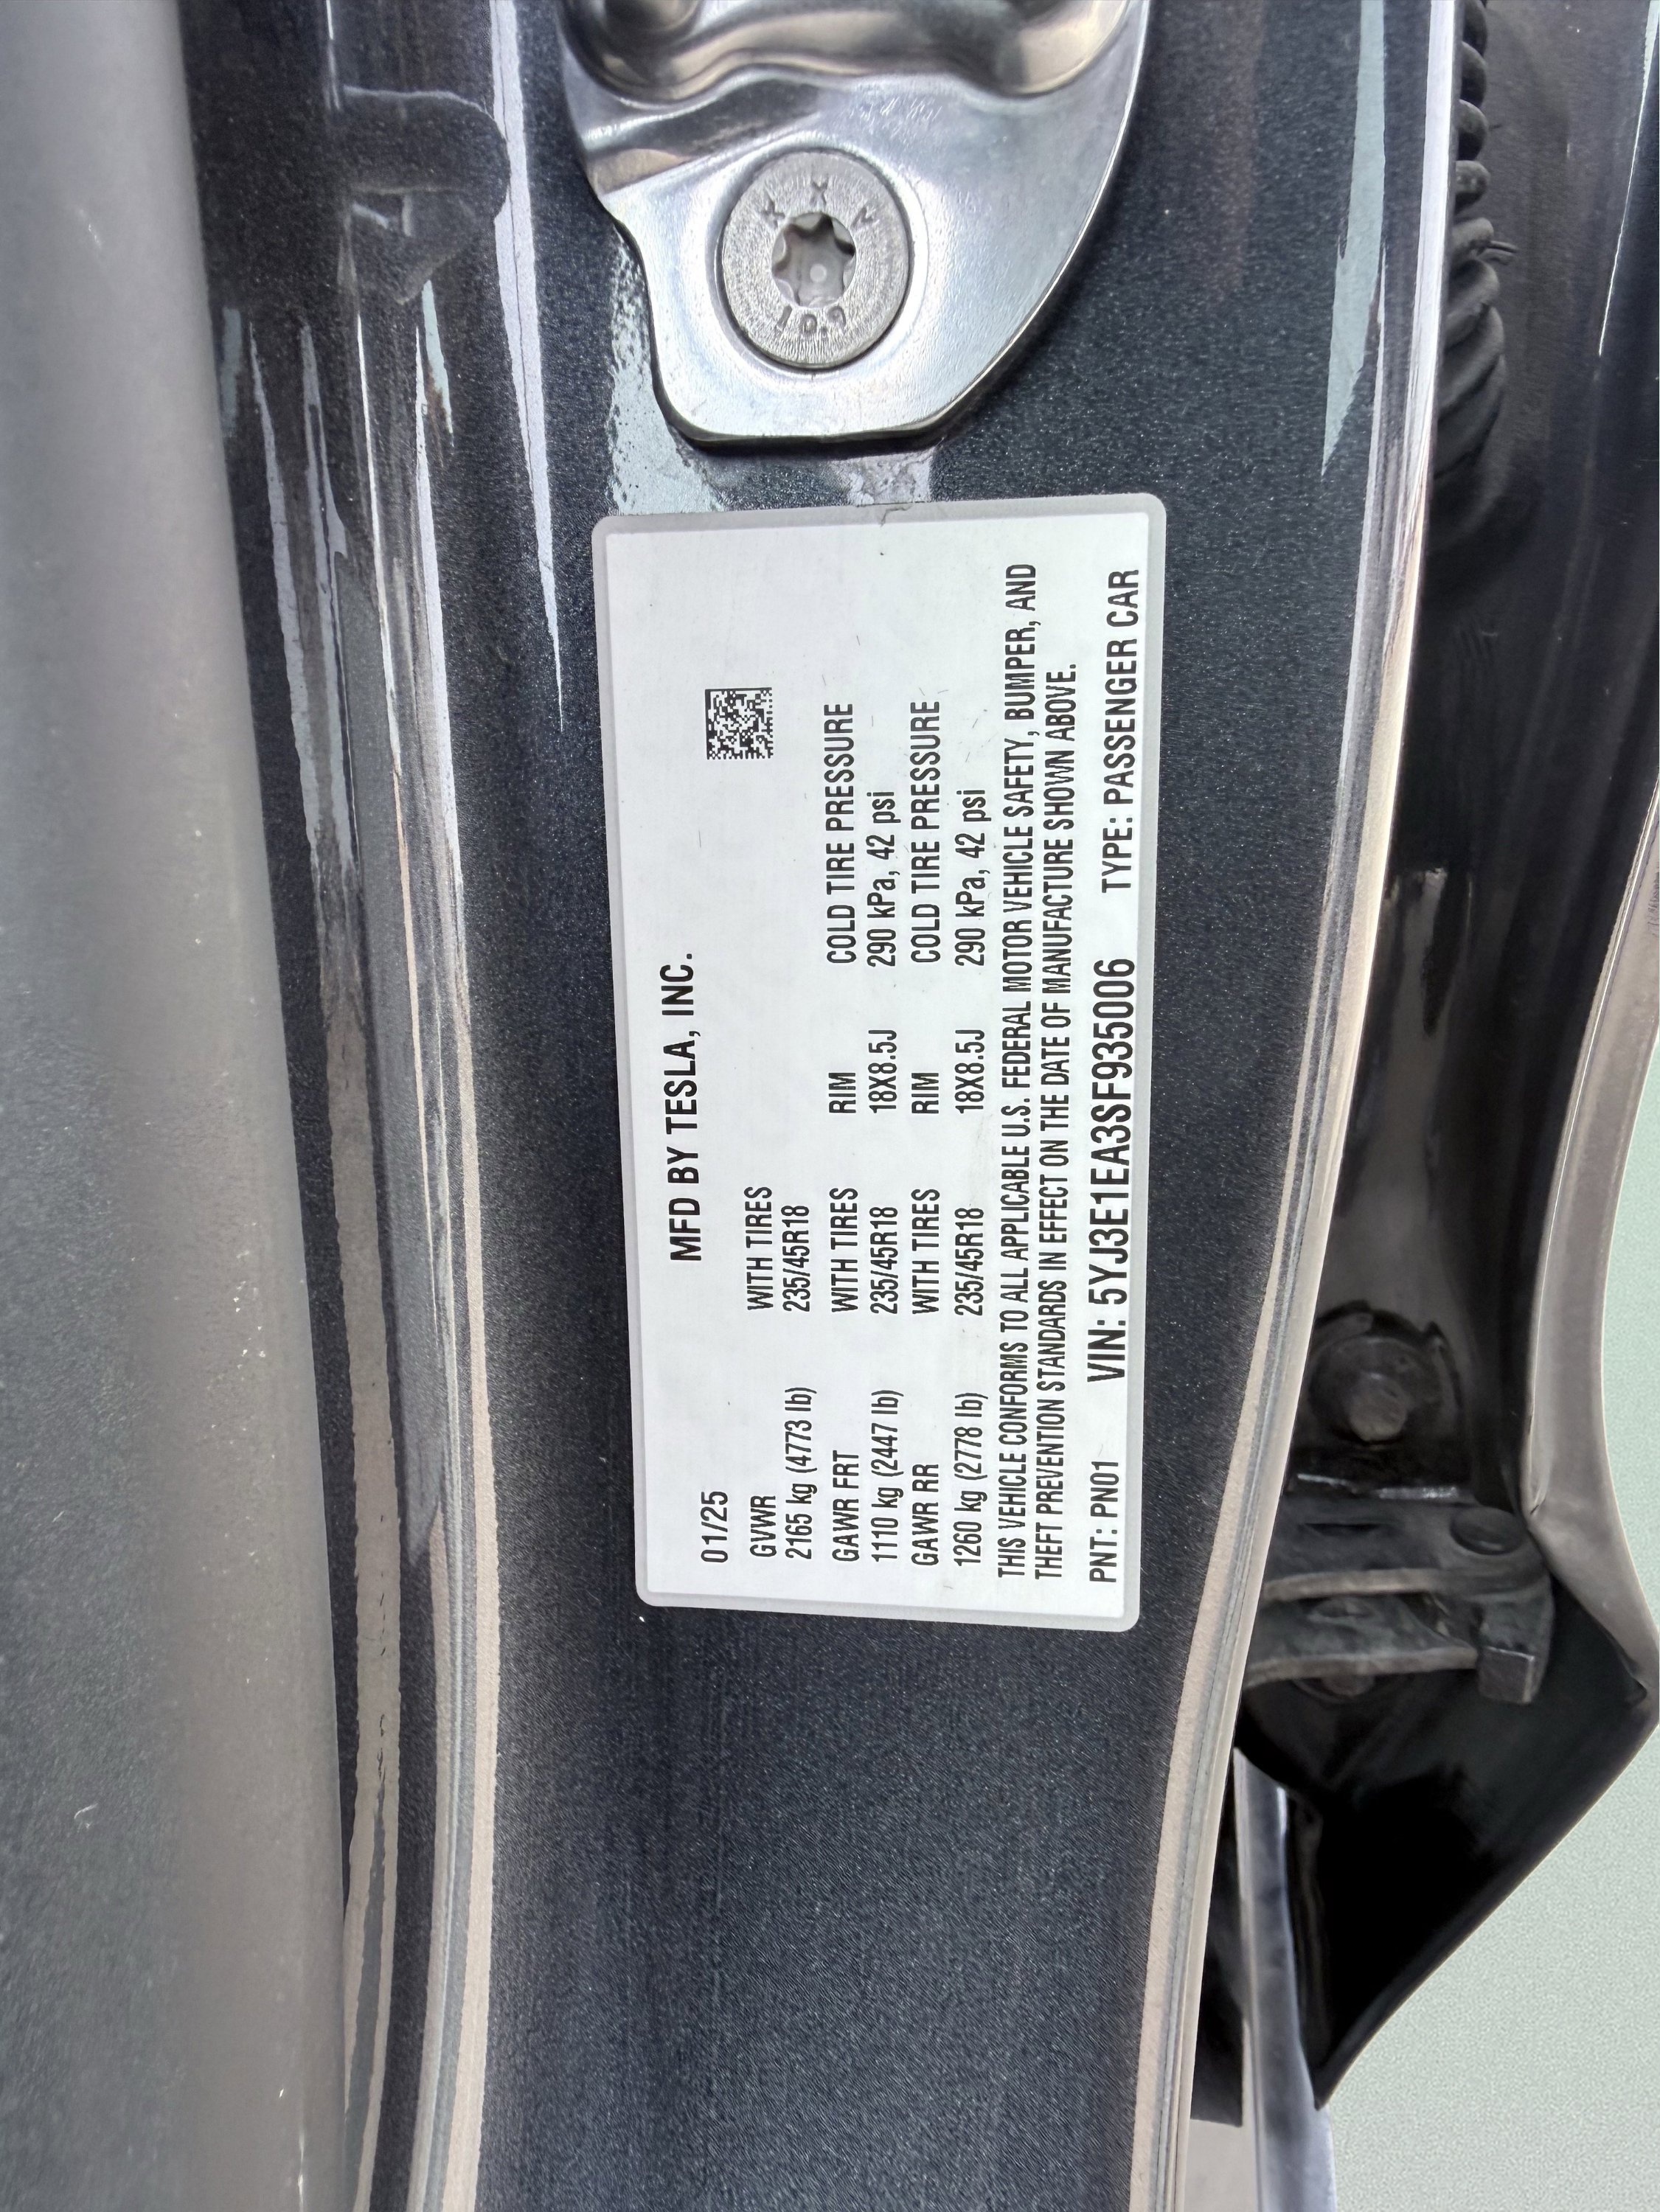 10.9
MFD BY TESLA, INC.
01/25
GVWR WITH TIRES
2165 kg (4773 lb) 235/45R18
GAWR FRT WITH TIRES RIM COLD TIRE PRESSURE
1110 kg (2447 lb) 235/45R18 18X8.5J 290 kPa, 42 psi
GAWR RR WITH TIRES RIM COLD TIRE PRESSURE
1260 kg (2778 lb) 235/45R18 18X8.5J 290 kPa, 42 psi
THIS VEHICLE CONFORMS TO ALL APPLICABLE U.S. FEDERAL MOTOR VEHICLE SAFETY, BUMPER, AND
THEFT PREVENTION STANDARDS IN EFFECT ON THE DATE OF MANUFACTURE SHOWN ABOVE.
PNT: PN01 VIN: 5YJ3E1EA3SF935006 TYPE: PASSENGER CAR